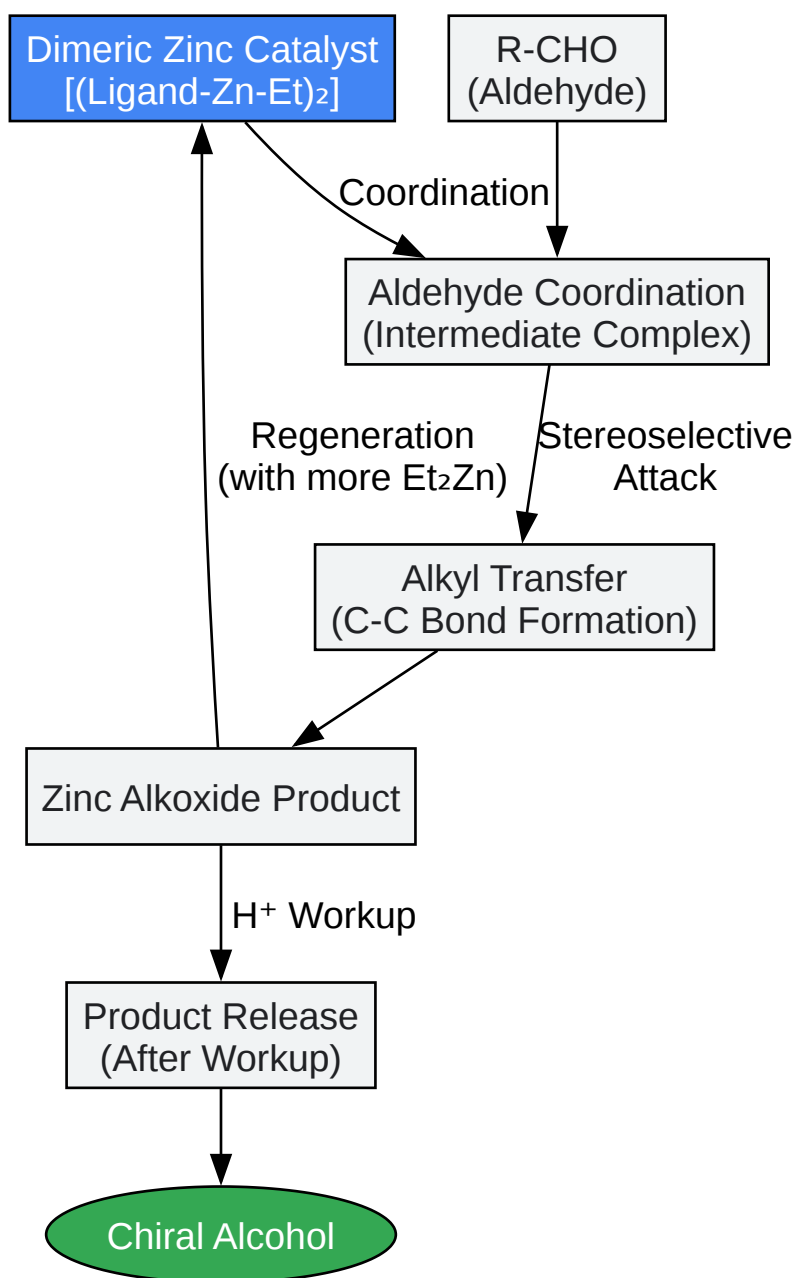 Dimeric Zinc Catalyst
[(Ligand-Zn-Et)₂]
R-CHO
(Aldehyde)
Coordination
Aldehyde Coordination
(Intermediate Complex)
Regeneration
(with more Et₂Zn)
Stereoselective
Attack
Alkyl Transfer
(C-C Bond Formation)
Zinc Alkoxide Product
H⁺ Workup
Product Release
(After Workup)
Chiral Alcohol